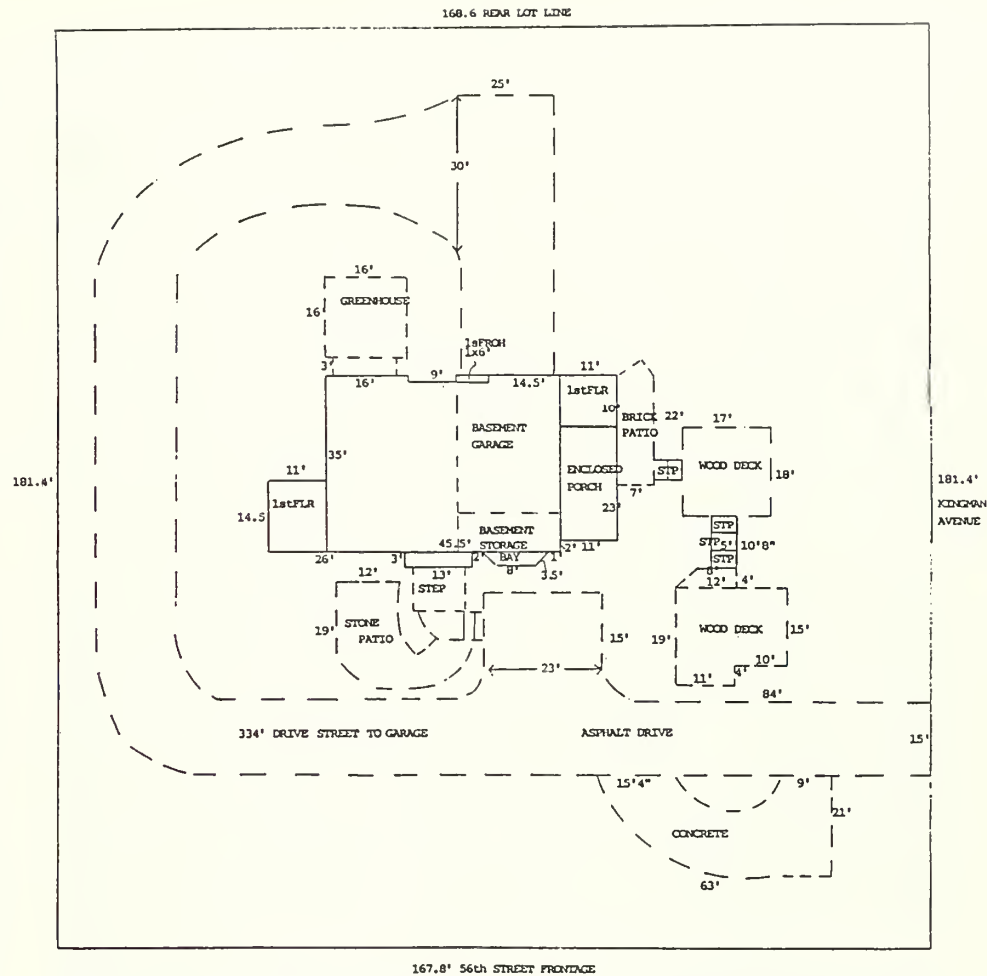 168.6 REAR LOT LINE
25'
30'
16'
16'
GREENHOUSE
3'
16'
9'
1sFROH
1x6'
14.5'
11'
1stFLR
10'
BRICK
PATIO
22'
17'
BASEMENT
GARAGE
WOOD DECK
18'
STP
35'
ENCLOSED
PORCH
7'
23'
181.4'
11'
1stFLR
14.5
181.4'
KINGMAN
AVENUE
BASEMENT
STORAGE
STP
STP
5'
10'8"
STP
26'
3'
45.5'
2'
BAY
8'
1'
3.5'
2'
11'
6'
12'
4'
13'
STEP
12'
STONE
PATIO
19'
15'
23'
19'
WOOD DECK
15'
10'
4'
11'
84'
334' DRIVE STREET TO GARAGE
ASPHALT DRIVE
15'
15'4"
9'
21'
CONCRETE
63'
167.8' 56th STREET FRONTAGE